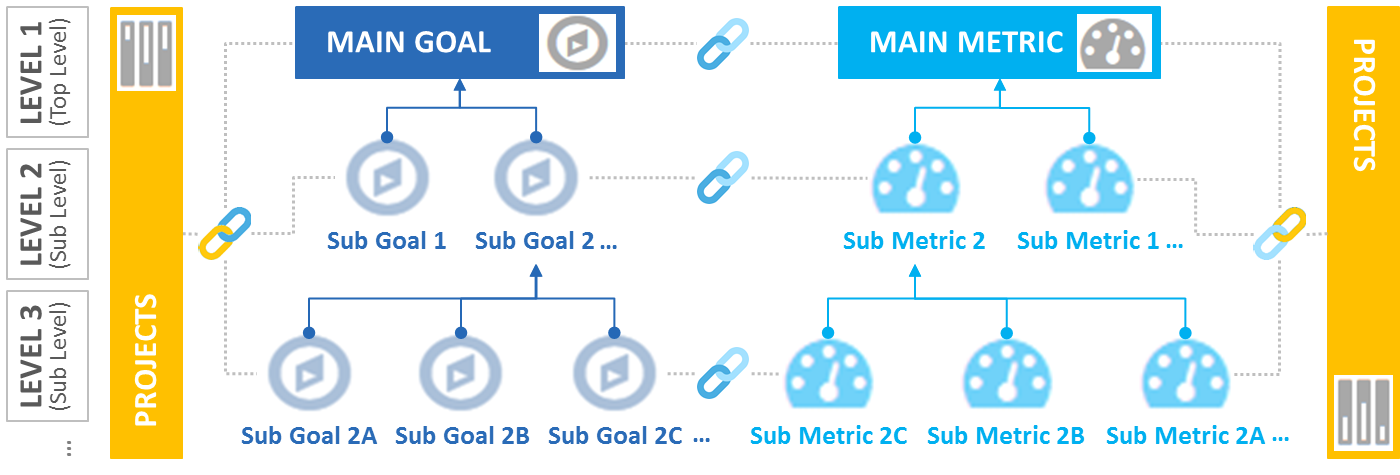 LEVEL 1
(Top Level)
LEVEL 2
(Sub Level)
LEVEL 3
(Sub Level)
...
PROJECTS
MAIN GOAL
MAIN METRIC
PROJECTS
Sub Goal 1
Sub Goal 2 ...
Sub Metric 2
Sub Metric 1 ...
Sub Goal 2A
Sub Goal 2B
Sub Goal 2C ...
Sub Metric 2C
Sub Metric 2B
Sub Metric 2A ...